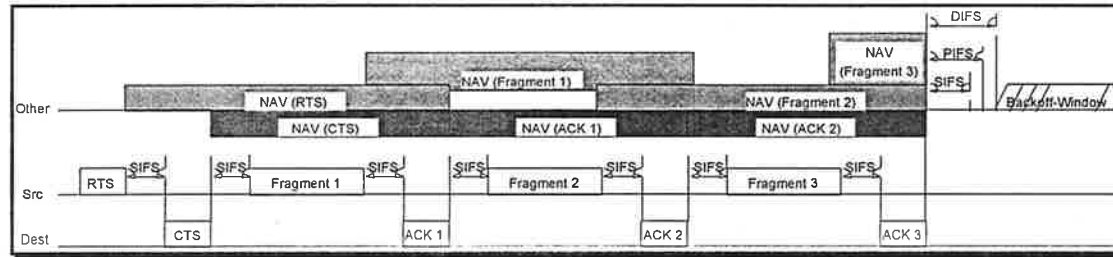 DIFS
NAV
(Fragment 3)
PIFS
NAV (Fragment 1)
SIFS
Other
NAV (RTS)
NAV (Fragment 2)
Backoff-Window
NAV (CTS)
NAV (ACK 1)
NAV (ACK 2)
SIFS
SIFS
SIFS
SIFS
SIFS
SIFS
SIFS
RTS
Fragment 1
Fragment 2
Fragment 3
Src
CTS
ACK 1
ACK 2
ACK 3
Dest